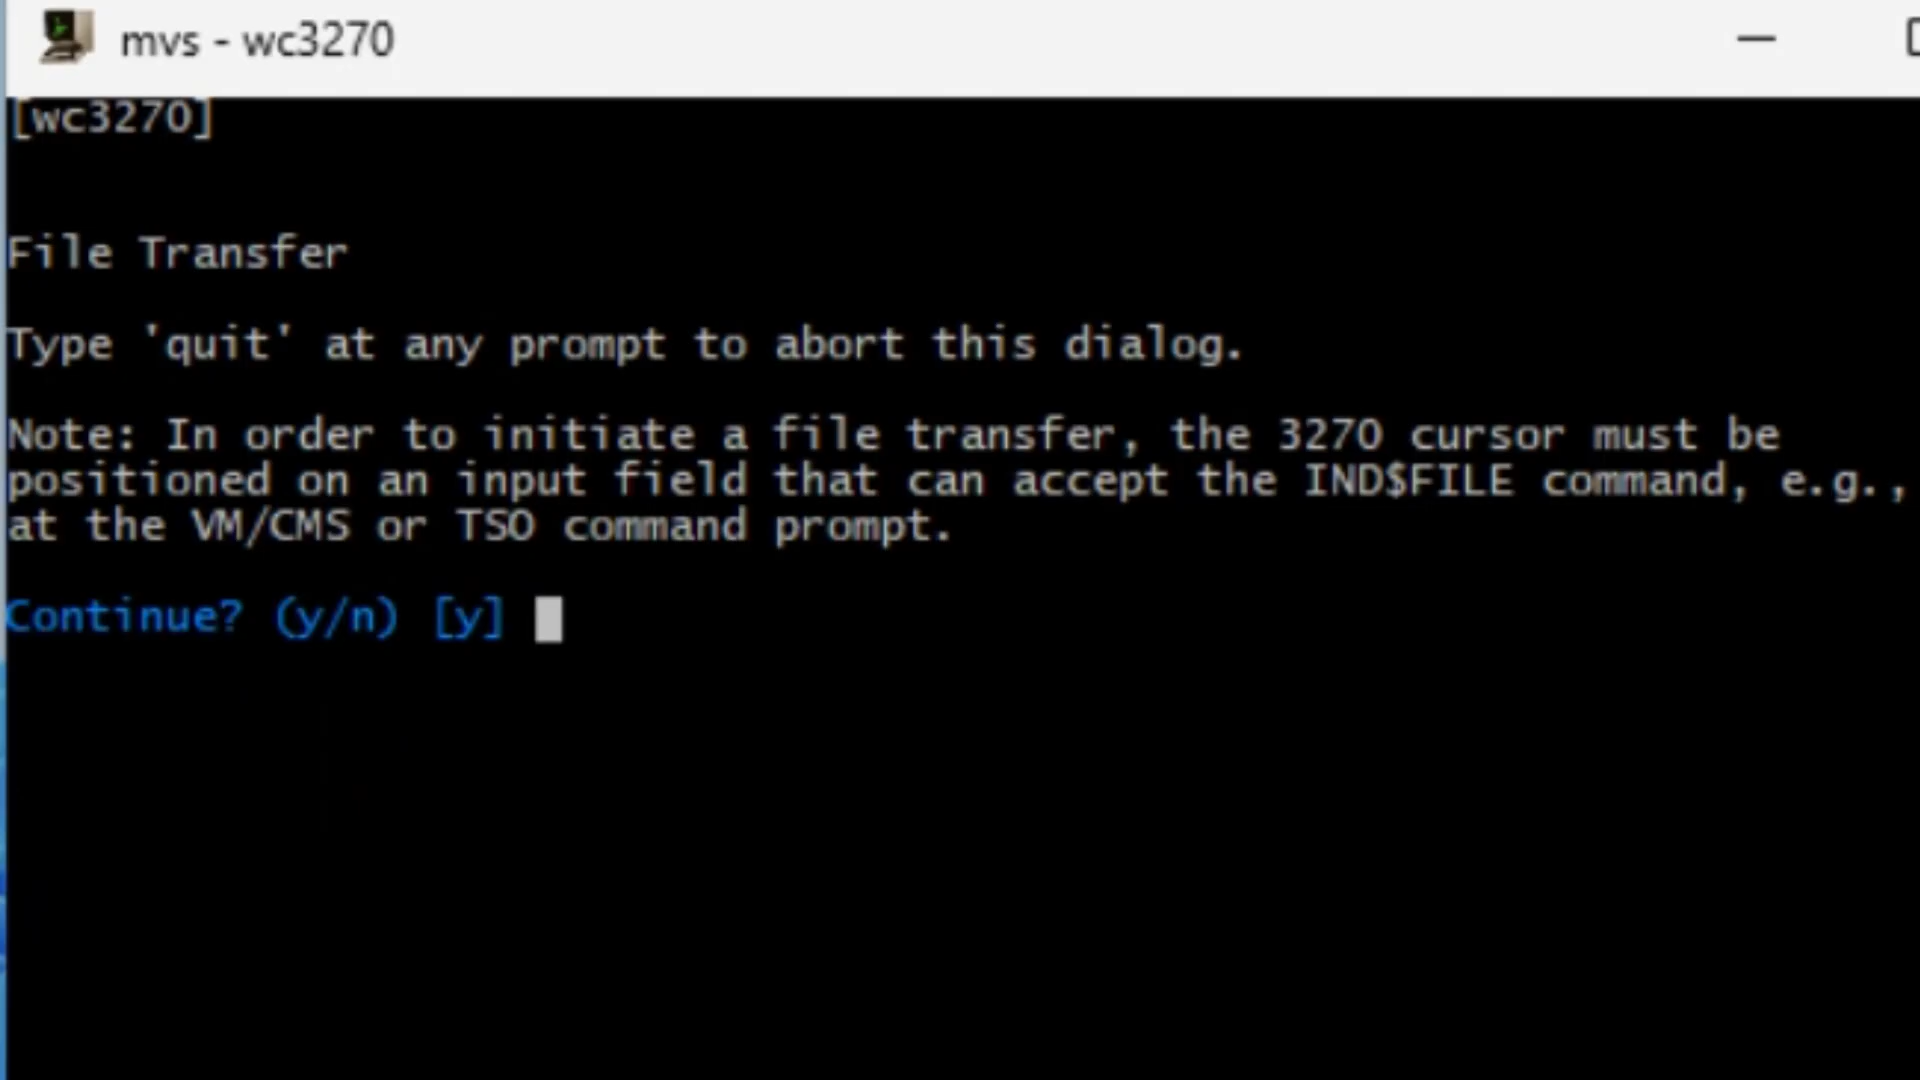 mvs - wc3270
[wc3270]
File Transfer
Type 'quit' at any prompt to abort this dialog.
Note: In order to initiate a file transfer, the 3270 cursor must be
positioned on an input field that can accept the IND$FILE command, e.g.,
at the VM/CMS or TSO command prompt.
Continue? (y/n) [y]